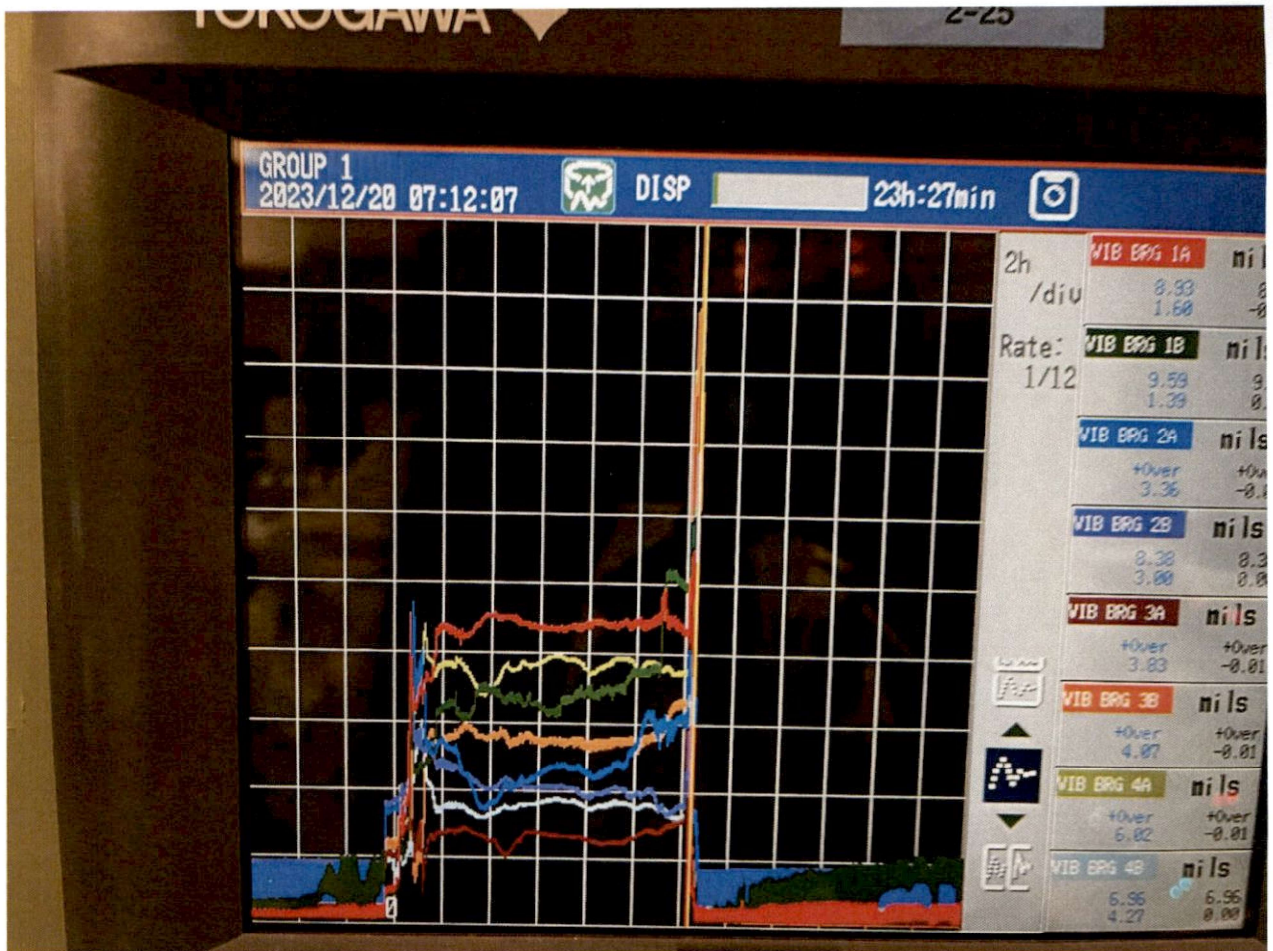 YOKOGAWA
2-25
GROUP 1
2023/12/20 07:12:07
DISP
23h:27min
2h
/div
Rate:
1/12
VIB BRG 1A
8.93
1.60
VIB BRG 1B
9.59
1.39
VIB BRG 2A
mils
+Over
3.36
VIB BRG 2B
mils
8.38
3.00
VIB BRG 3A
mils
+Over
+Over
3.83
-0.01
VIB BRG 3B
mils
+Over
+Over
4.07
-0.01
VIB BRG 4A
mils
+Over
+Over
6.02
-0.01
VIB BRG 4B
mils
6.96
6.96
4.27
0.00
0